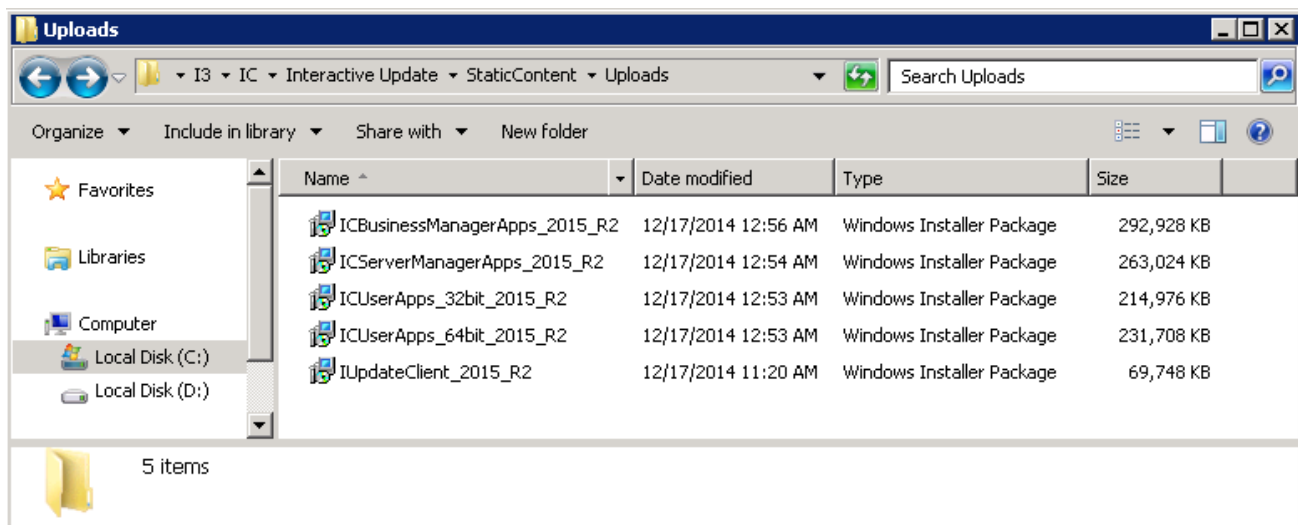 Uploads
I3 IC Interactive Update StaticContent Uploads Search Uploads
Organize Include in library Share with New folder
Name Date modified Type Size
Favorites
Libraries
Computer
Local Disk (C:)
Local Disk (D:)
ICBusinessManagerApps_2015_R2 12/17/2014 12:56 AM Windows Installer Package 292,928 KB
ICServerManagerApps_2015_R2 12/17/2014 12:54 AM Windows Installer Package 263,024 KB
ICUserApps_32bit_2015_R2 12/17/2014 12:53 AM Windows Installer Package 214,976 KB
ICUserApps_64bit_2015_R2 12/17/2014 12:53 AM Windows Installer Package 231,708 KB
IUpdateClient_2015_R2 12/17/2014 11:20 AM Windows Installer Package 69,748 KB
5 items